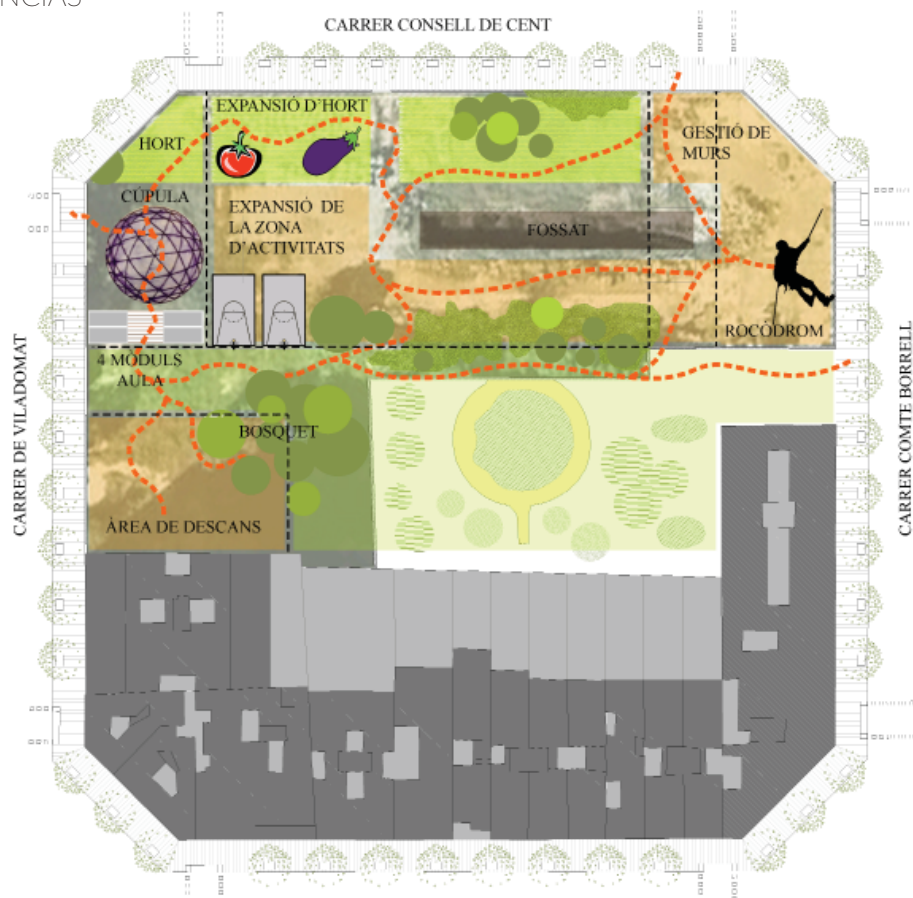 CARRER CONSELL DE CENT
EXPANSIÓ D'HORT
HORT
GESTIÓ DE
MURS
CÚPULA
EXPANSIÓ DE
LA ZONA
D'ACTIVITATS
FOSSAT
ROCÒDROM
4 MÒDULS
AULA
BOSQUET
ÀREA DE DESCANS
CARRER DE VILADOMAT
CARRER COMTE BORRELL